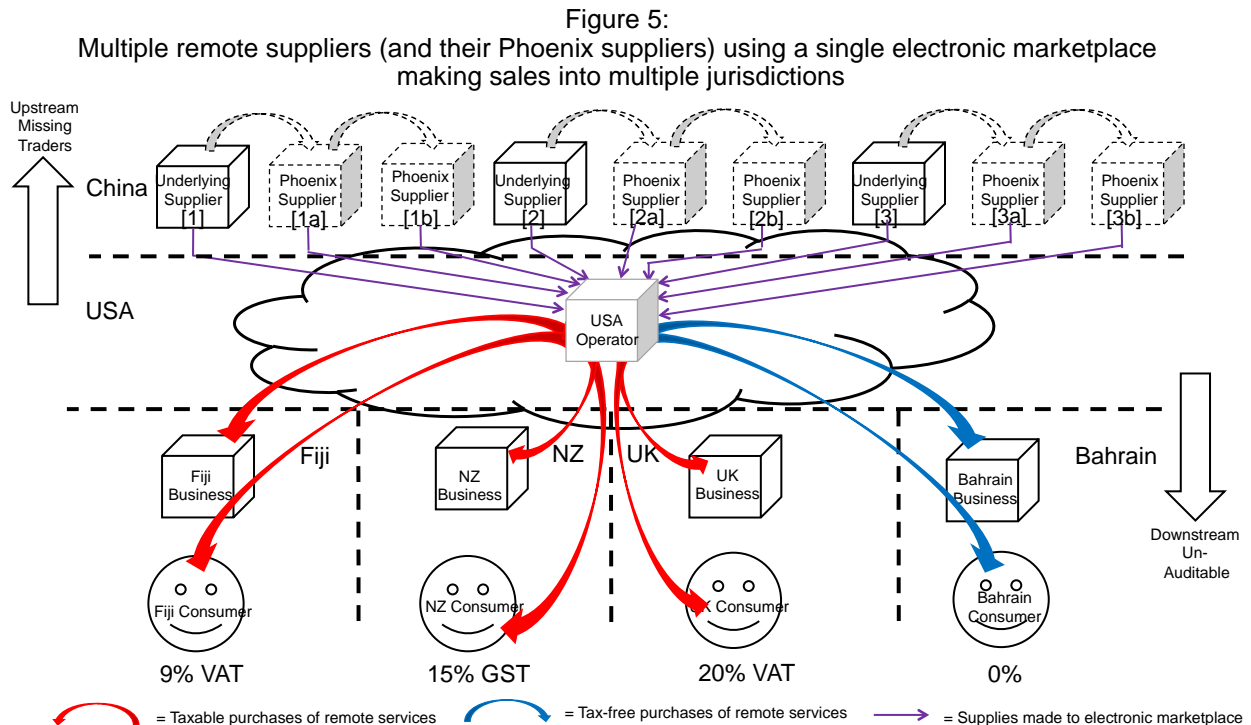 Figure 5:
Multiple remote suppliers (and their Phoenix suppliers) using a single electronic marketplace
making sales into multiple jurisdictions
Upstream
Missing
Traders
China
Underlying
Supplier
[1]
Phoenix
Supplier
[1a]
Phoenix
Supplier
[1b]
Underlying
Supplier
[2]
Phoenix
Supplier
[2a]
Phoenix
Supplier
[2b]
Underlying
Supplier
[3]
Phoenix
Supplier
[3a]
Phoenix
Supplier
[3b]
USA
USA
Operator
Fiji
Business
Fiji
NZ
Business
NZ
UK
UK
Business
Bahrain
Business
Bahrain
Downstream
Un-
Auditable
Fiji Consumer
NZ Consumer
UK Consumer
Bahrain
Consumer
9% VAT
15% GST
20% VAT
0%
= Taxable purchases of remote services
= Tax-free purchases of remote services
= Supplies made to electronic marketplace